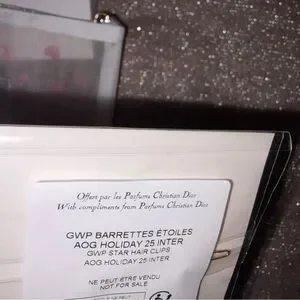 Offert par les Parfums Christian Dior
With compliments from Parfums Christian Dior
GWP BARRETTES ÉTOILES
AOG HOLIDAY 25 INTER
GWP STAR HAIR CLIPS
AOG HOLIDAY 25 INTER
NE PEUT ÊTRE VENDU
NOT FOR SALE